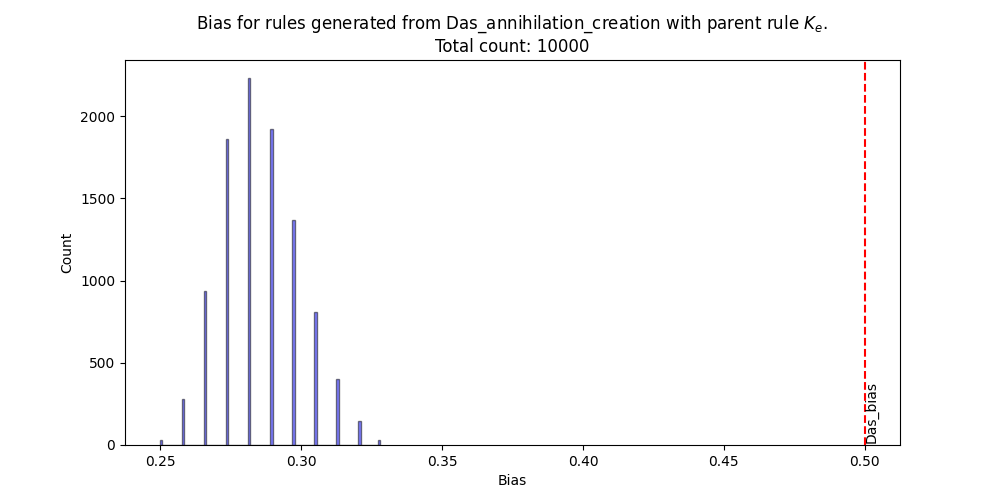 Bias for rules generated from Das_annihilation_creation with parent rule $K_e$.
Total count: 10000
Count
2000
1500
1000
500
0
0.25
0.30
0.35
0.40
0.45
0.50
Das_bias
Bias